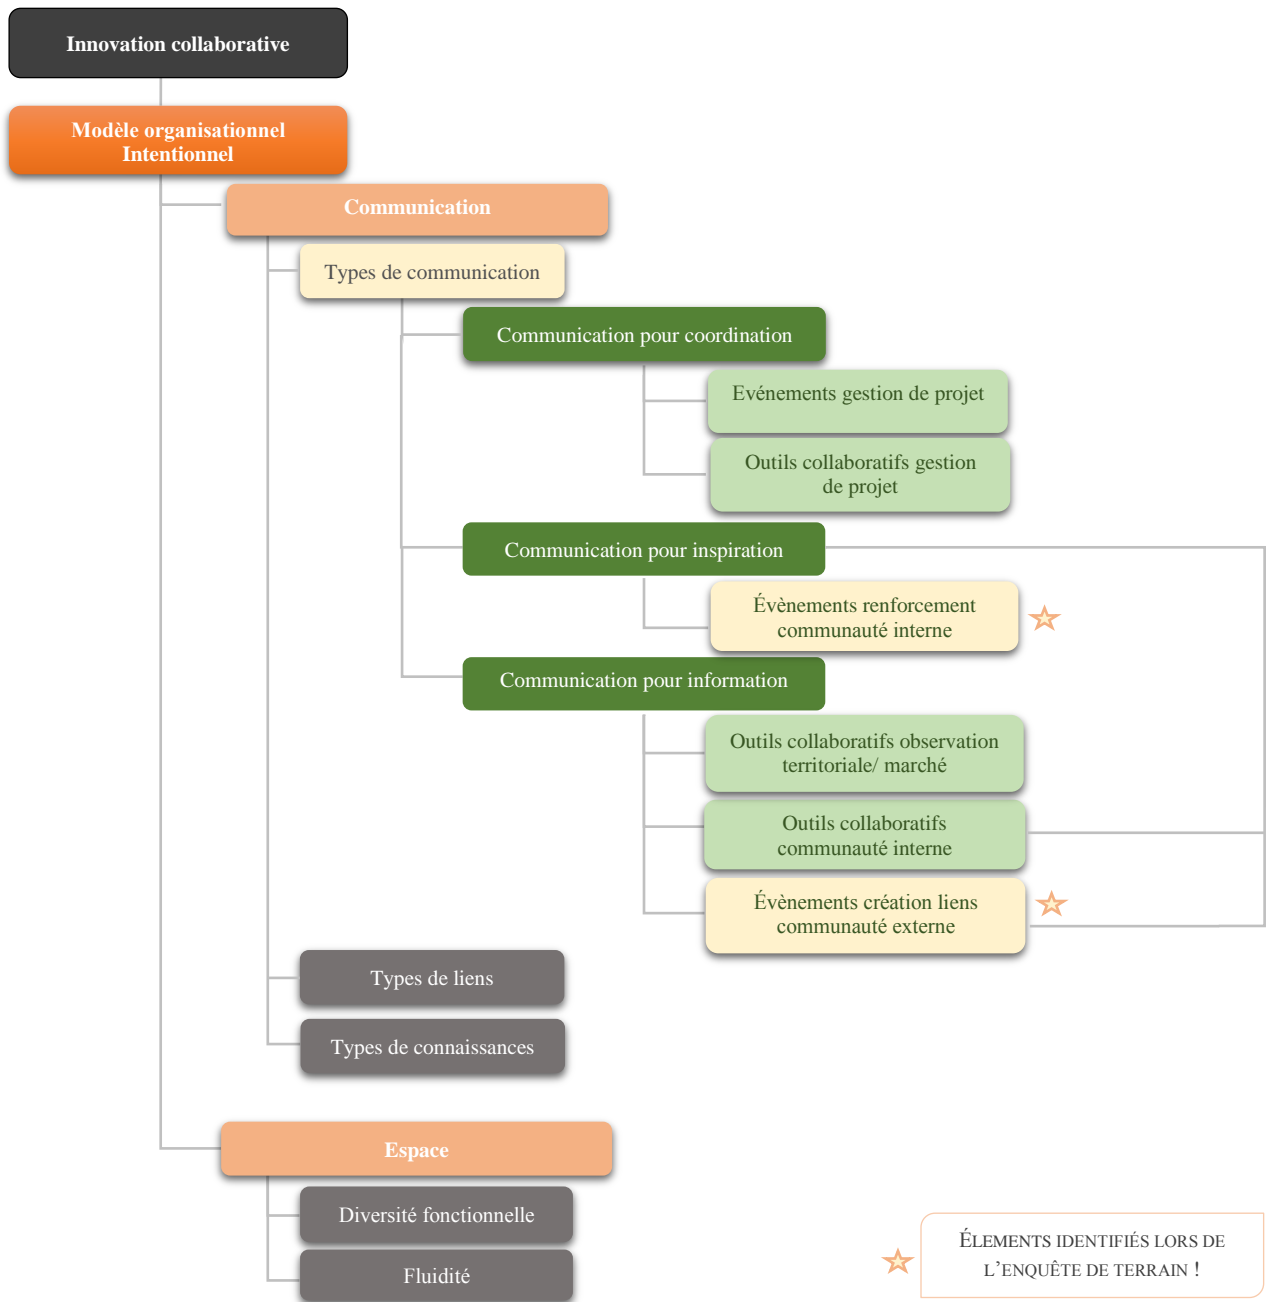 Innovation collaborative
Modèle organisationnel
Intentionnel
Communication
Types de communication
Communication pour coordination
Evénements gestion de projet
Outils collaboratifs gestion
de projet
Communication pour inspiration
Évènements renforcement
communauté interne
Communication pour information
Outils collaboratifs observation
territoriale/ marché
Outils collaboratifs
communauté interne
Évènements création liens
communauté externe
Types de liens
Types de connaissances
Espace
Diversité fonctionnelle
Fluidité
ÉLEMENTS IDENTIFIÉS LORS DE
L’ENQUÊTE DE TERRAIN !